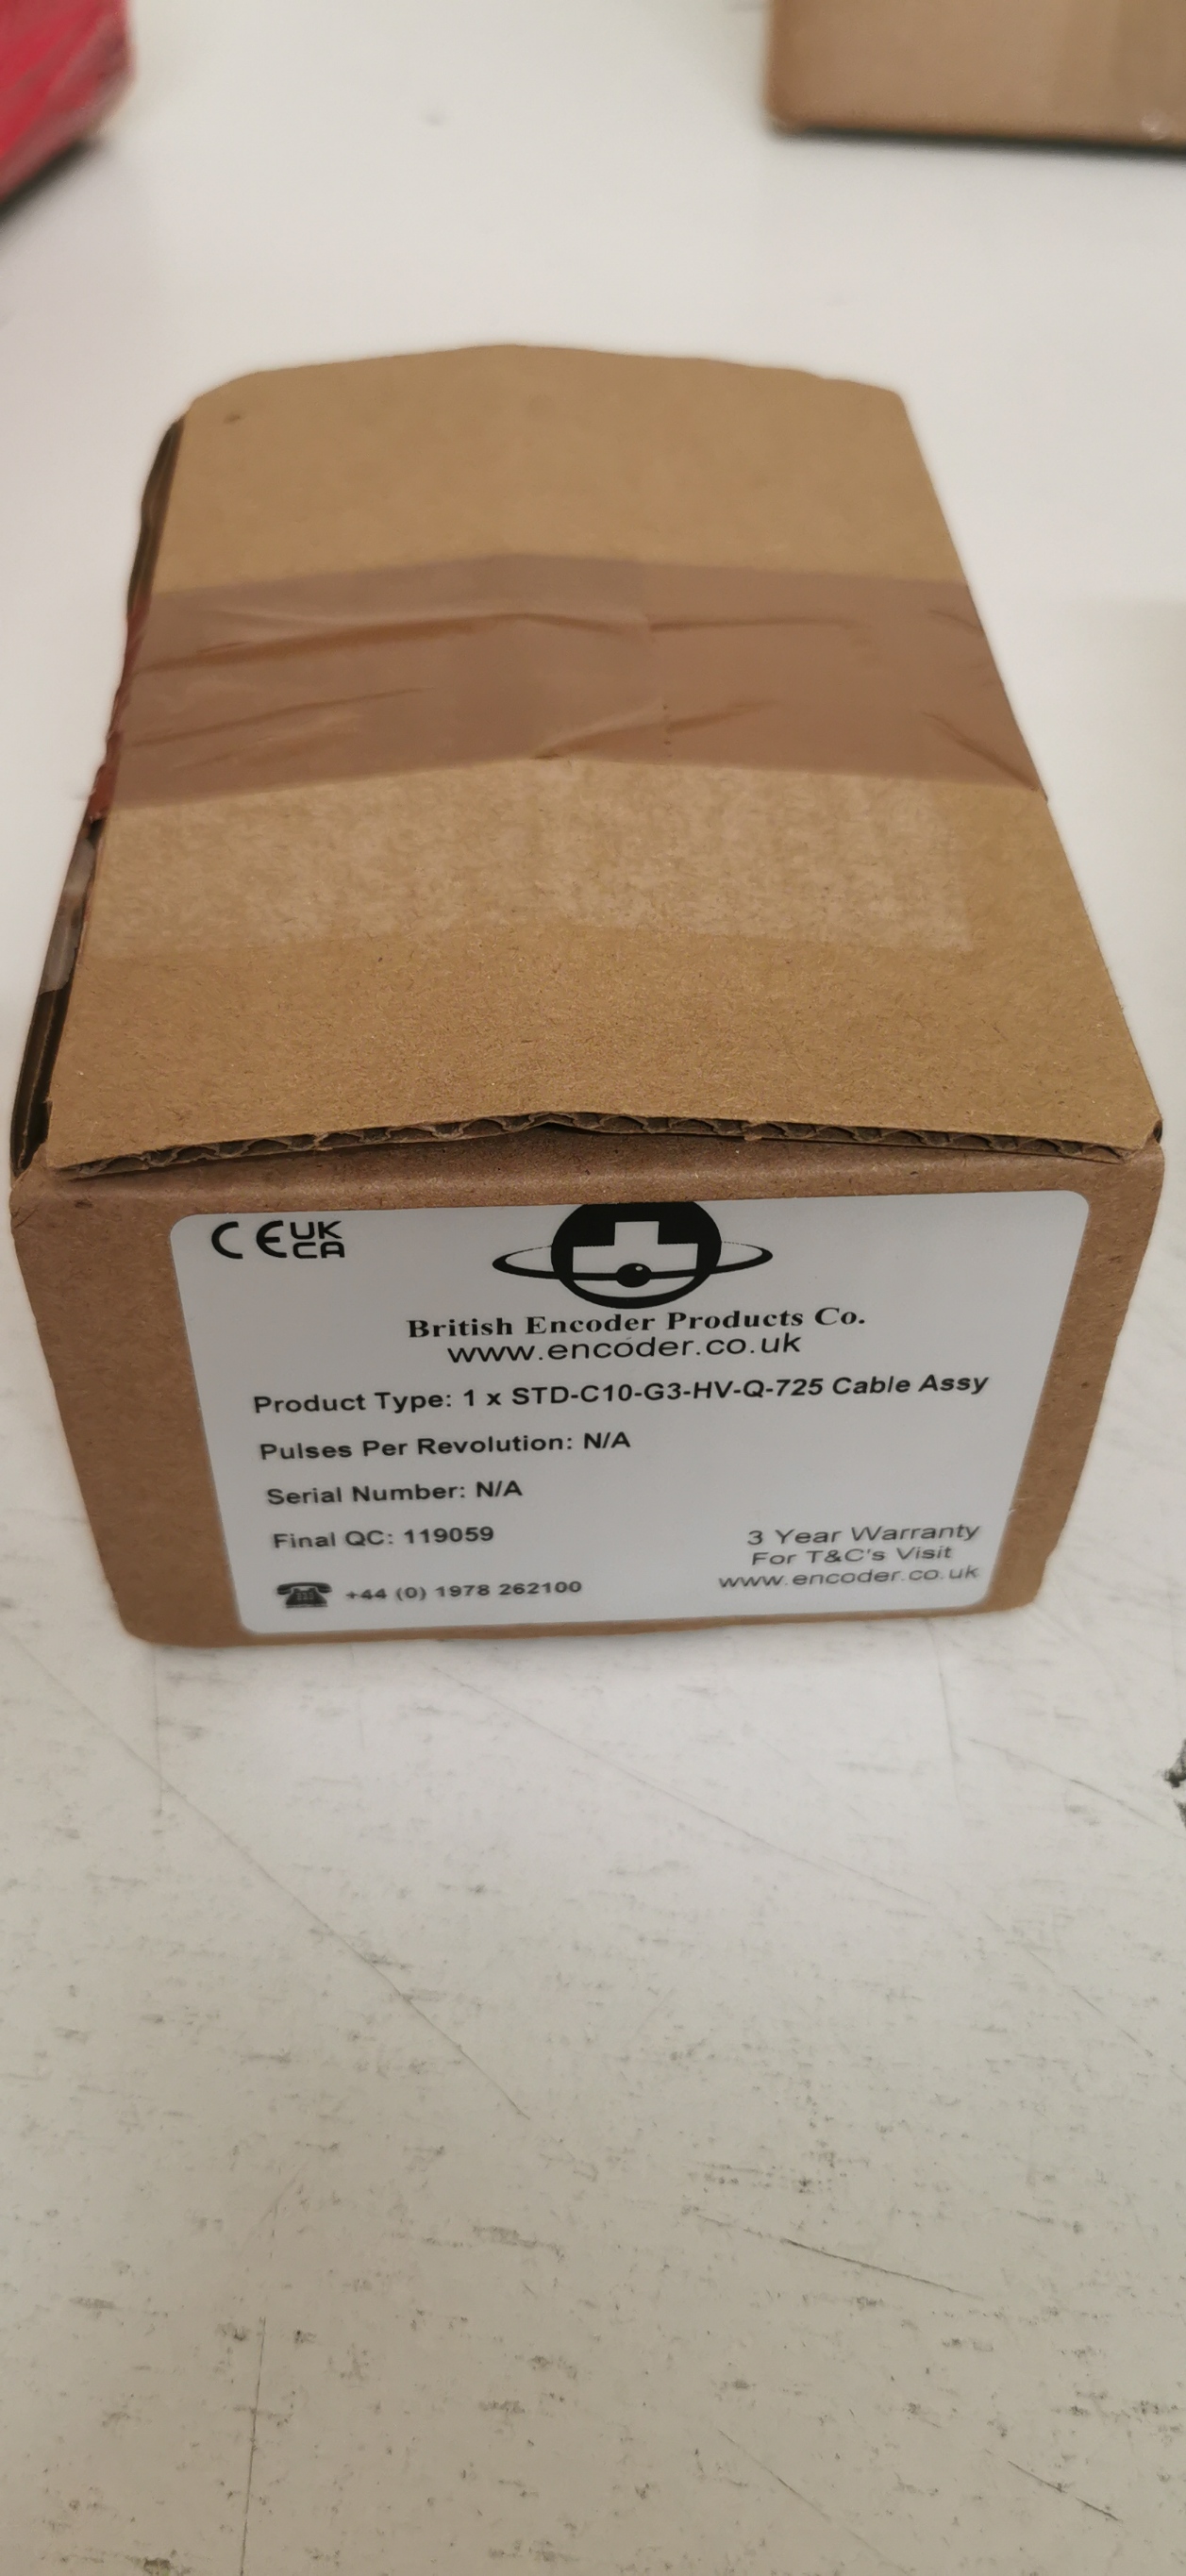 CE UK
CA
British Encoder Products Co.
www.encoder.co.uk
Product Type: 1 x STD-C10-G3-HV-Q-725 Cable Assy
Pulses Per Revolution: N/A
Serial Number: N/A
Final QC: 119059
3 Year Warranty
For T&C's Visit
www.encoder.co.uk
+44 (0) 1978 262100